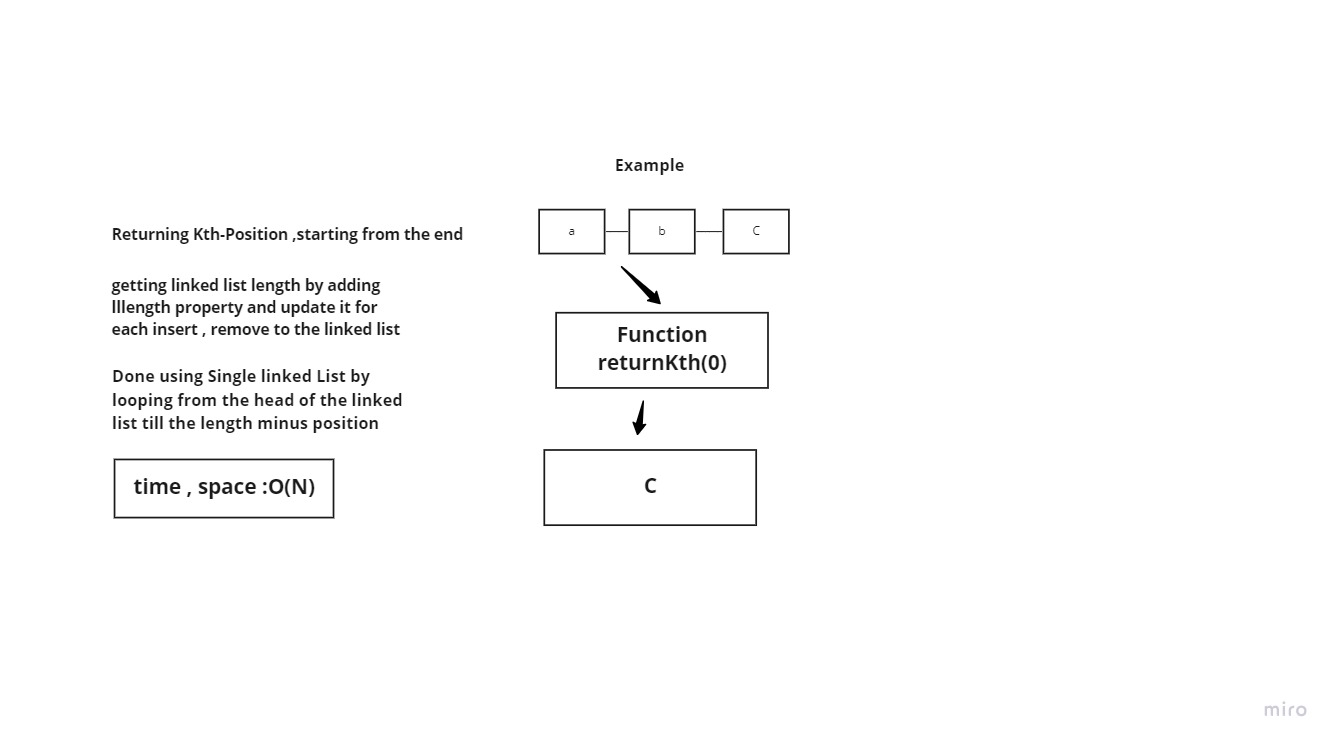 Example
a
b
C
Returning Kth-Position ,starting from the end
getting linked list length by adding
lllength property and update it for
each insert , remove to the linked list
Done using Single linked List by
looping from the head of the linked
list till the length minus position
time , space :O(N)
Function
returnKth(0)
C
miro